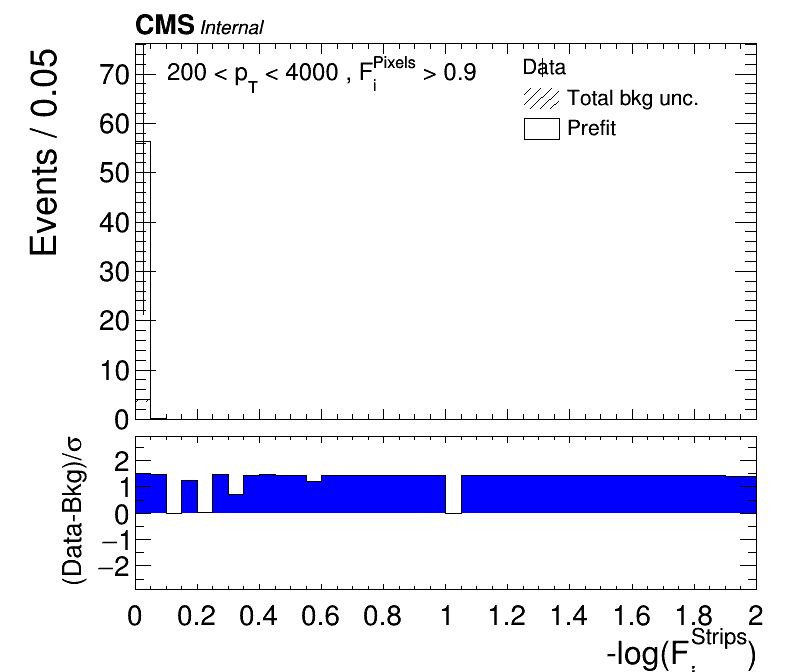 CMS Internal
Events / 0.05
70
60
50
40
30
20
10
0
200 < p_T < 4000 , F_i^Pixels > 0.9
Data
Total bkg unc.
Prefit
(Data-Bkg)/σ
2
1
0
−1
−2
0 0.2 0.4 0.6 0.8 1 1.2 1.4 1.6 1.8 2
-log(F_i^Strips)